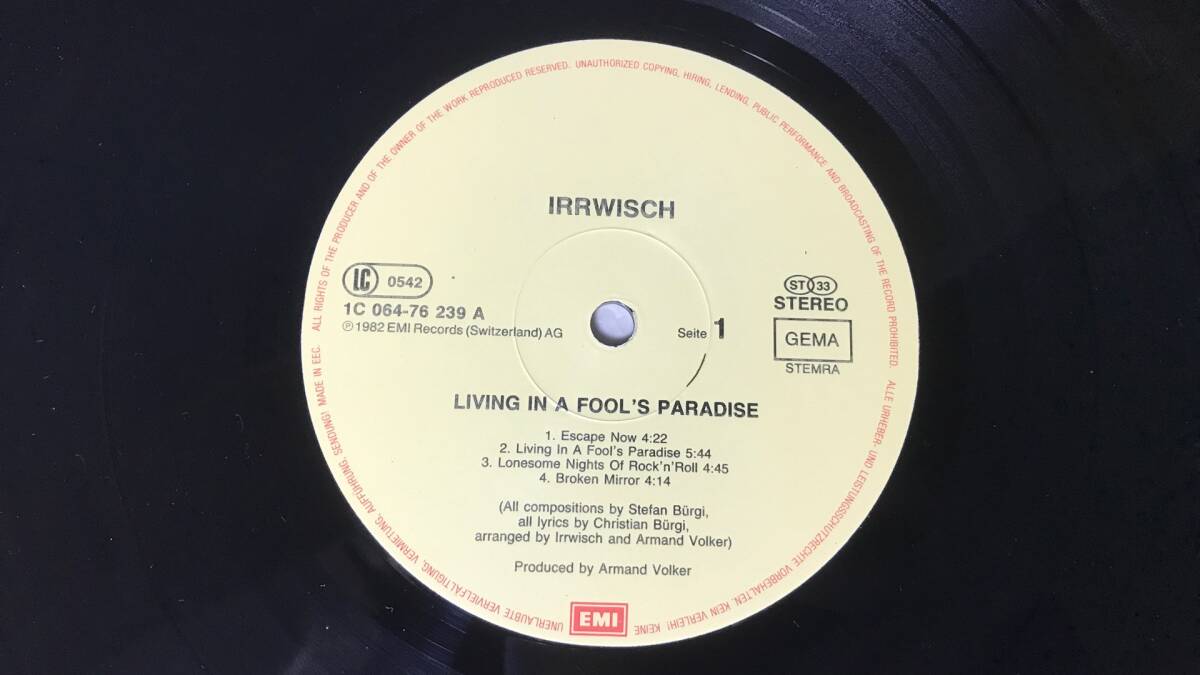 ALL RIGHTS OF THE PRODUCER AND OF THE OWNER OF THE WORK REPRODUCED RESERVED. UNAUTHORIZED COPYING, HIRING, LENDING, PUBLIC PERFORMANCE AND BROADCASTING OF THE RECORD PROHIBITED.
IRRWISCH
LC 0542
1C 064-76 239 A
℗ 1982 EMI Records (Switzerland) AG
ST 33
STEREO
GEMA
STEMRA
Seite 1
LIVING IN A FOOL'S PARADISE
1. Escape Now 4:22
2. Living In A Fool's Paradise 5:44
3. Lonesome Nights Of Rock'n'Roll 4:45
4. Broken Mirror 4:14
(All compositions by Stefan Bürgi,
all lyrics by Christian Bürgi,
arranged by Irrwisch and Armand Volker)
Produced by Armand Volker
EMI
ALLE URHEBER- UND LEISTUNGSSCHUTZRECHTE VORBEHALTEN. KEIN VERLEIH! KEINE UNERLAUBTE VERVIELFÄLTIGUNG, VERMIETUNG, AUFFÜHRUNG, SENDUNG! MADE IN EEC.